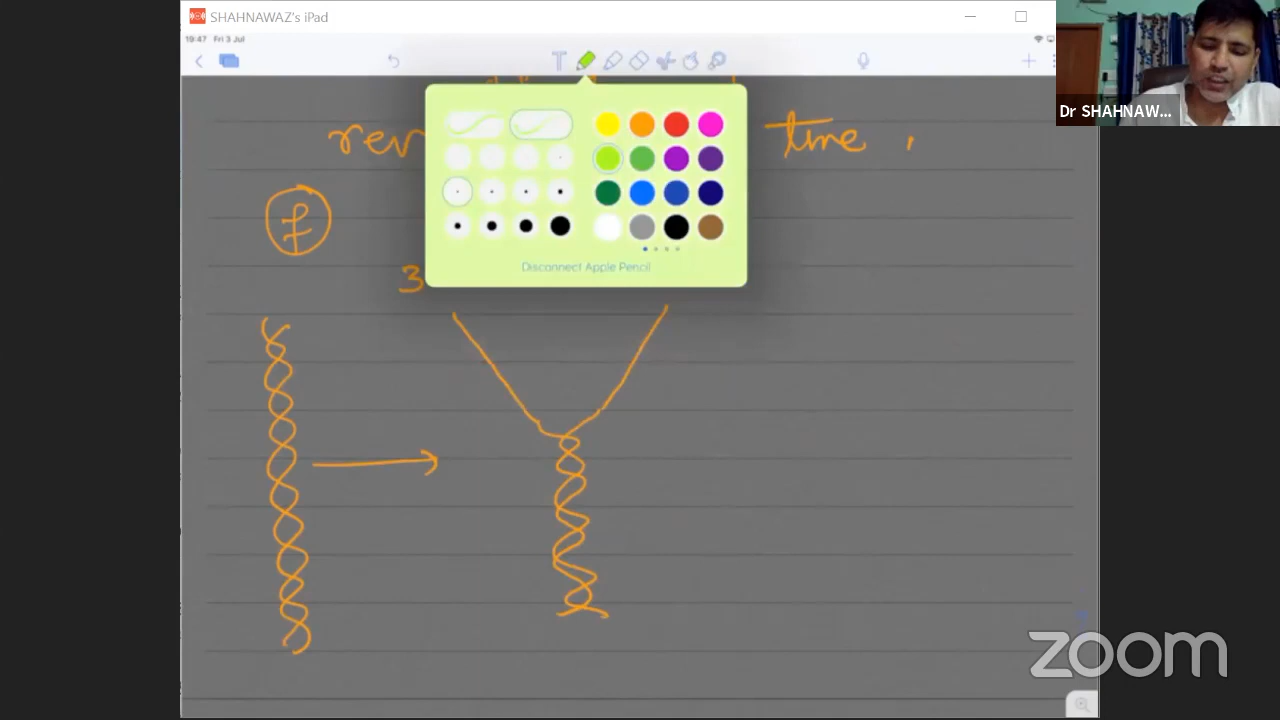 SHAHNAWAZ's iPad
19:47 Fri 3 Jul
T
rev
time
3
Disconnect Apple Pencil
Dr SHAHNAW...
zoom